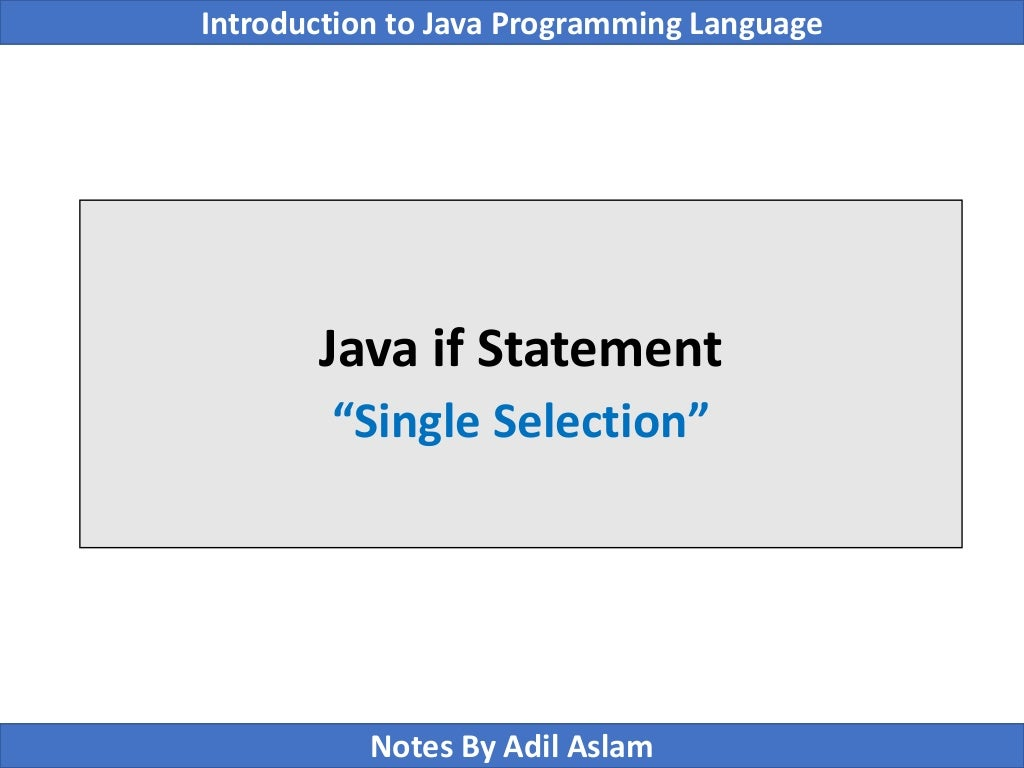 Introduction to Java Programming Language
Java if Statement
“Single Selection”
Notes By Adil Aslam